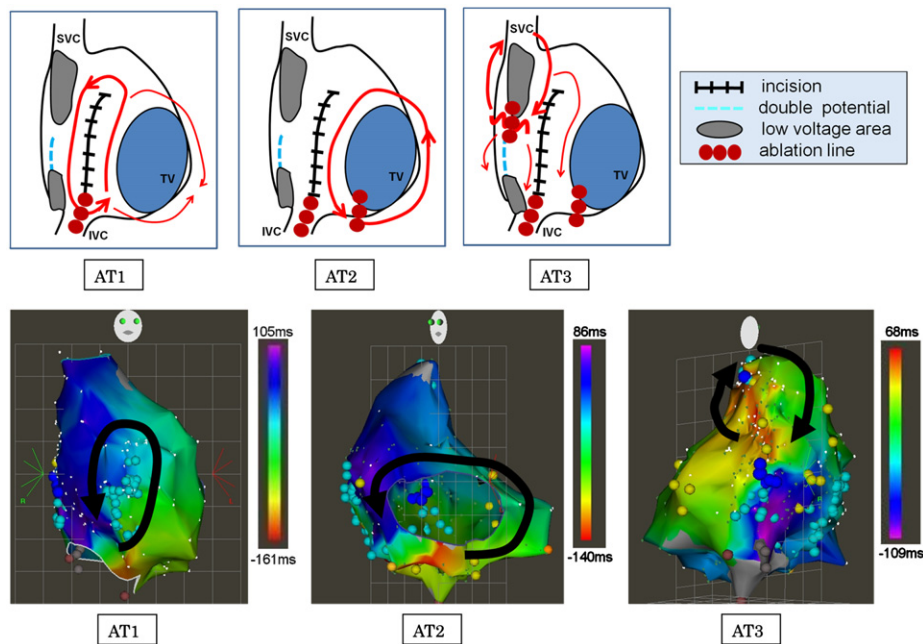 SVC
TV
IVC
AT1
SVC
TV
IVC
AT2
SVC
TV
IVC
AT3
incision
double potential
low voltage area
ablation line
105ms
-161ms
R
AT1
86ms
-140ms
AT2
68ms
-109ms
AT3